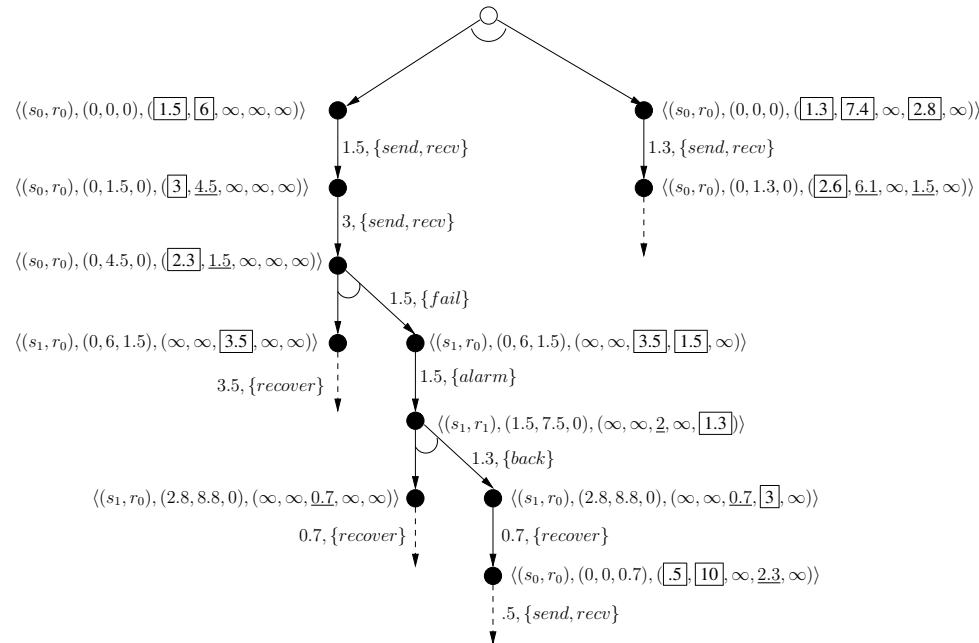 ⟨(s₀, r₀), (0, 0, 0), (1.5, 6, ∞, ∞, ∞)⟩
⟨(s₀, r₀), (0, 0, 0), (1.3, 7.4, ∞, 2.8, ∞)⟩
1.5, {send, recv}
1.3, {send, recv}
⟨(s₀, r₀), (0, 1.5, 0), (3, 4.5, ∞, ∞, ∞)⟩
⟨(s₀, r₀), (0, 1.3, 0), (2.6, 6.1, ∞, 1.5, ∞)⟩
3, {send, recv}
⟨(s₀, r₀), (0, 4.5, 0), (2.3, 1.5, ∞, ∞, ∞)⟩
1.5, {fail}
⟨(s₁, r₀), (0, 6, 1.5), (∞, ∞, 3.5, ∞, ∞)⟩
⟨(s₁, r₀), (0, 6, 1.5), (∞, ∞, 3.5, 1.5, ∞)⟩
3.5, {recover}
1.5, {alarm}
⟨(s₁, r₁), (1.5, 7.5, 0), (∞, ∞, 2, ∞, 1.3)⟩
1.3, {back}
⟨(s₁, r₀), (2.8, 8.8, 0), (∞, ∞, 0.7, ∞, ∞)⟩
⟨(s₁, r₀), (2.8, 8.8, 0), (∞, ∞, 0.7, 3, ∞)⟩
0.7, {recover}
0.7, {recover}
⟨(s₀, r₀), (0, 0, 0.7), (.5, 10, ∞, 2.3, ∞)⟩
.5, {send, recv}